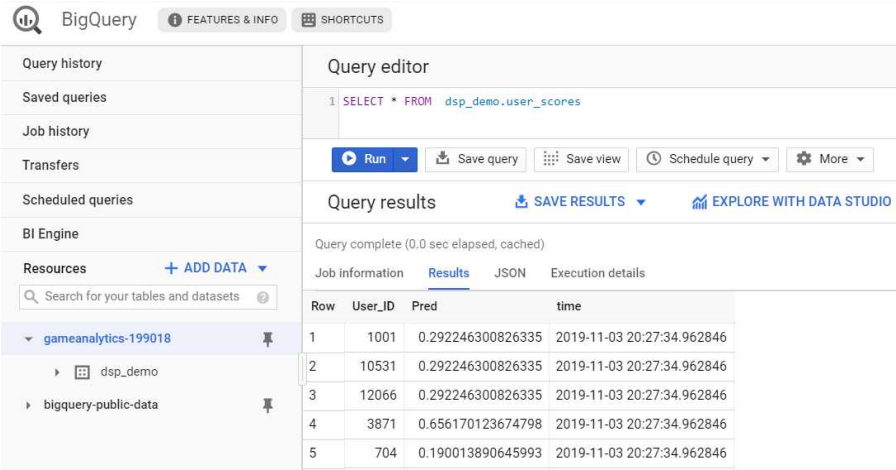 BigQuery FEATURES & INFO SHORTCUTS
Query history
Saved queries
Job history
Transfers
Scheduled queries
BI Engine
Resources + ADD DATA
Search for your tables and datasets
gameanalytics-199018
dsp_demo
bigquery-public-data
Query editor
1 SELECT * FROM dsp_demo.user_scores
Run Save query Save view Schedule query More
Query results SAVE RESULTS EXPLORE WITH DATA STUDIO
Query complete (0.0 sec elapsed, cached)
Job information Results JSON Execution details
Row User_ID Pred time
1 1001 0.292246300826335 2019-11-03 20:27:34.962846
2 10531 0.292246300826335 2019-11-03 20:27:34.962846
3 12066 0.292246300826335 2019-11-03 20:27:34.962846
4 3871 0.656170123674798 2019-11-03 20:27:34.962846
5 704 0.190013890645993 2019-11-03 20:27:34.962846